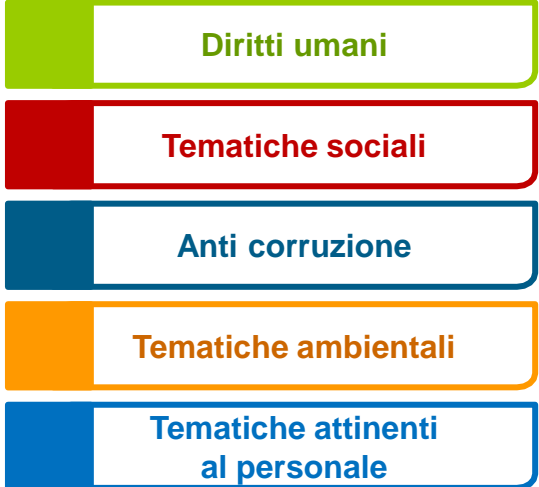 Diritti umani
Tematiche sociali
Anti corruzione
Tematiche ambientali
Tematiche attinenti
al personale